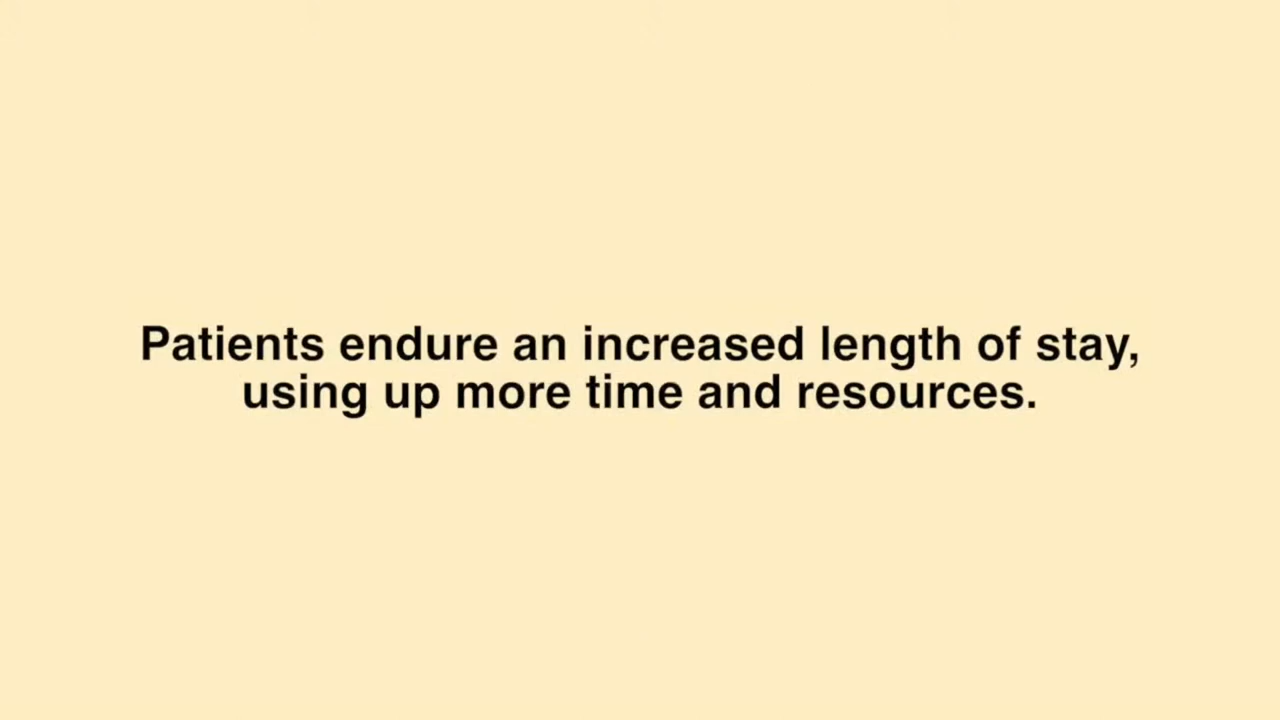 Patients endure an increased length of stay,
using up more time and resources.